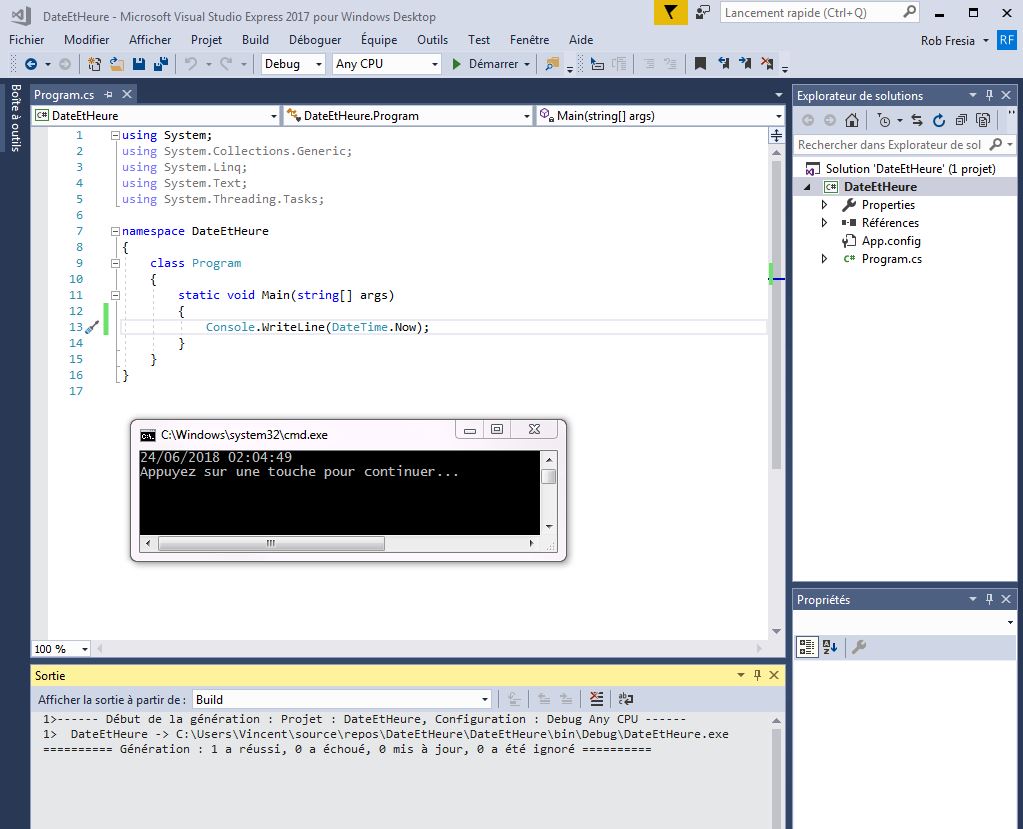 DateEtHeure - Microsoft Visual Studio Express 2017 pour Windows Desktop
Lancement rapide (Ctrl+Q)
Fichier Modifier Afficher Projet Build Déboguer Équipe Outils Test Fenêtre Aide
Rob Fresia RF
Debug Any CPU Démarrer
Boîte à outils
Program.cs
C# DateEtHeure DateEtHeure.Program Main(string[] args)
1 using System;
2 using System.Collections.Generic;
3 using System.Linq;
4 using System.Text;
5 using System.Threading.Tasks;
6
7 namespace DateEtHeure
8 {
9 class Program
10 {
11 static void Main(string[] args)
12 {
13 Console.WriteLine(DateTime.Now);
14 }
15 }
16 }
17
C:\Windows\system32\cmd.exe
24/06/2018 02:04:49
Appuyez sur une touche pour continuer...
100 %
Sortie
Afficher la sortie à partir de : Build
1>------ Début de la génération : Projet : DateEtHeure, Configuration : Debug Any CPU ------
1>  DateEtHeure -> C:\Users\Vincent\source\repos\DateEtHeure\DateEtHeure\bin\Debug\DateEtHeure.exe
========== Génération : 1 a réussi, 0 a échoué, 0 mis à jour, 0 a été ignoré ==========
Explorateur de solutions
Rechercher dans Explorateur de sol
Solution 'DateEtHeure' (1 projet)
C# DateEtHeure
Properties
Références
App.config
C# Program.cs
Propriétés